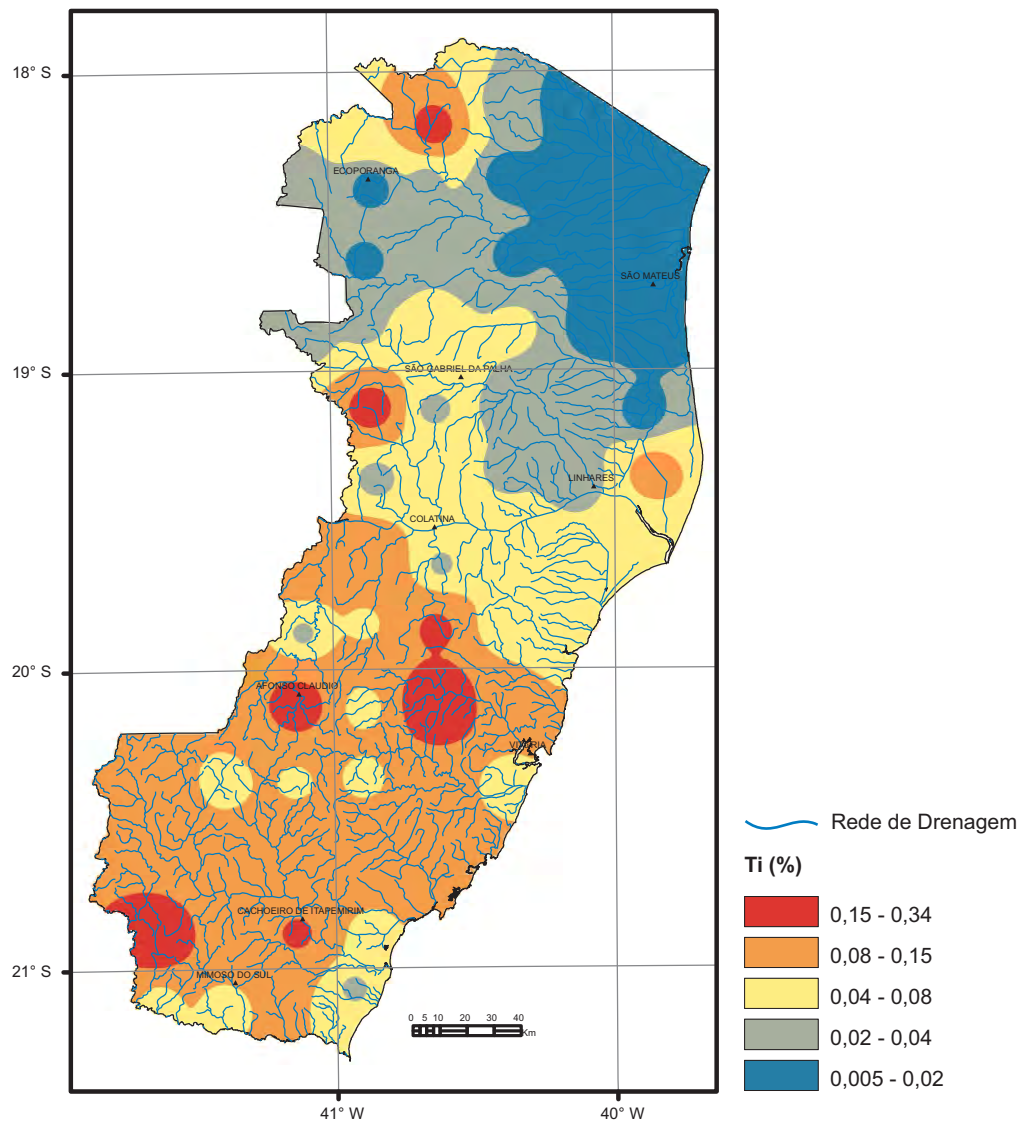 18° S
ECOPORANGA
SÃO MATEUS
19° S
SÃO GABRIEL DA PALHA
LINHARES
COLATINA
20° S
AFONSO CLAUDIO
VITÓRIA
Rede de Drenagem
Ti (%)
0,15 - 0,34
CACHOEIRO DE ITAPEMIRIM
0,08 - 0,15
21° S
MIMOSO DO SUL
0,04 - 0,08
0 5 10 20 30 40
Km
0,02 - 0,04
0,005 - 0,02
41° W
40° W